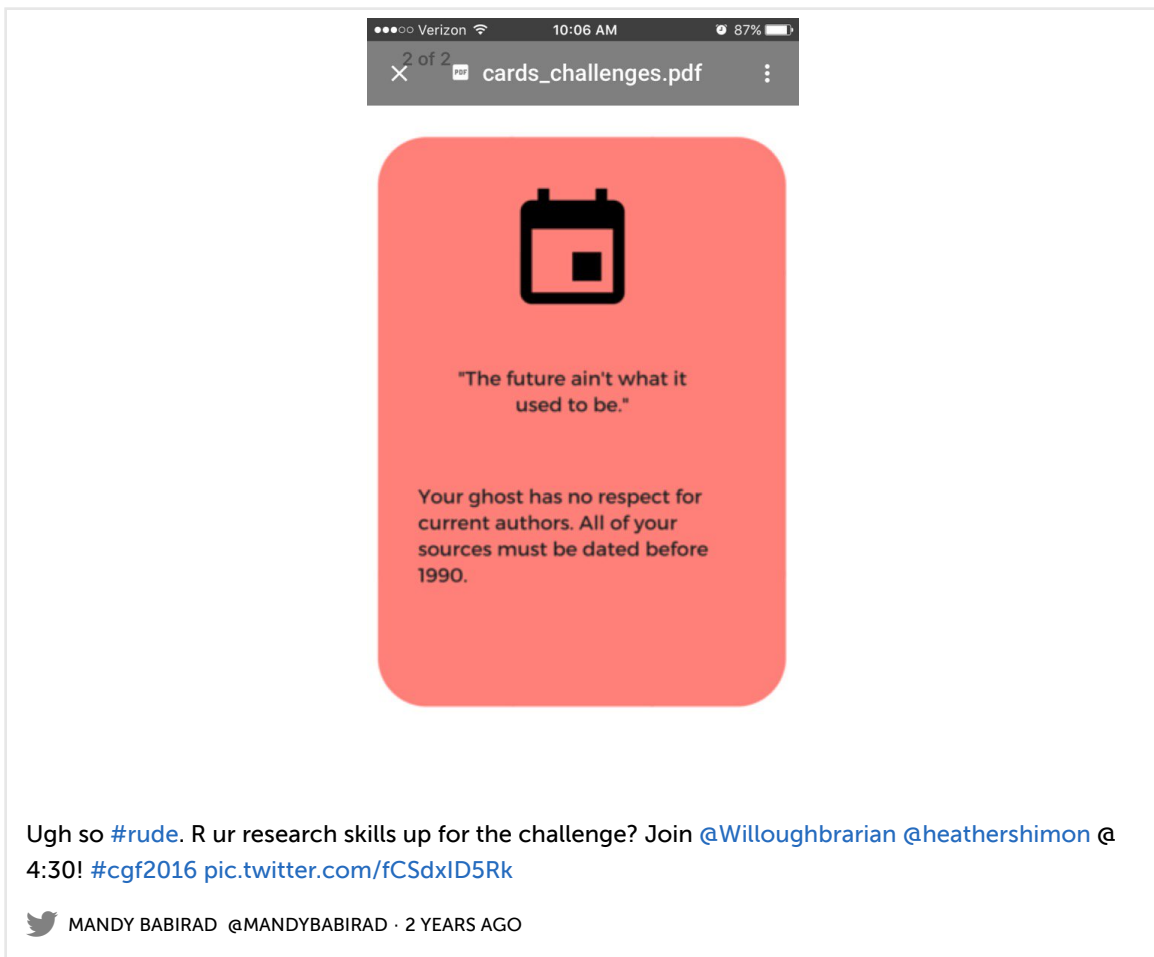 Verizon 10:06 AM 87%
2 of 2
PDF cards_challenges.pdf
"The future ain't what it
used to be."
Your ghost has no respect for
current authors. All of your
sources must be dated before
1990.
Ugh so #rude. R ur research skills up for the challenge? Join @Willoughbrarian @heathershimon @
4:30! #cgf2016 pic.twitter.com/fCSdxID5Rk
MANDY BABIRAD @MANDYBABIRAD · 2 YEARS AGO